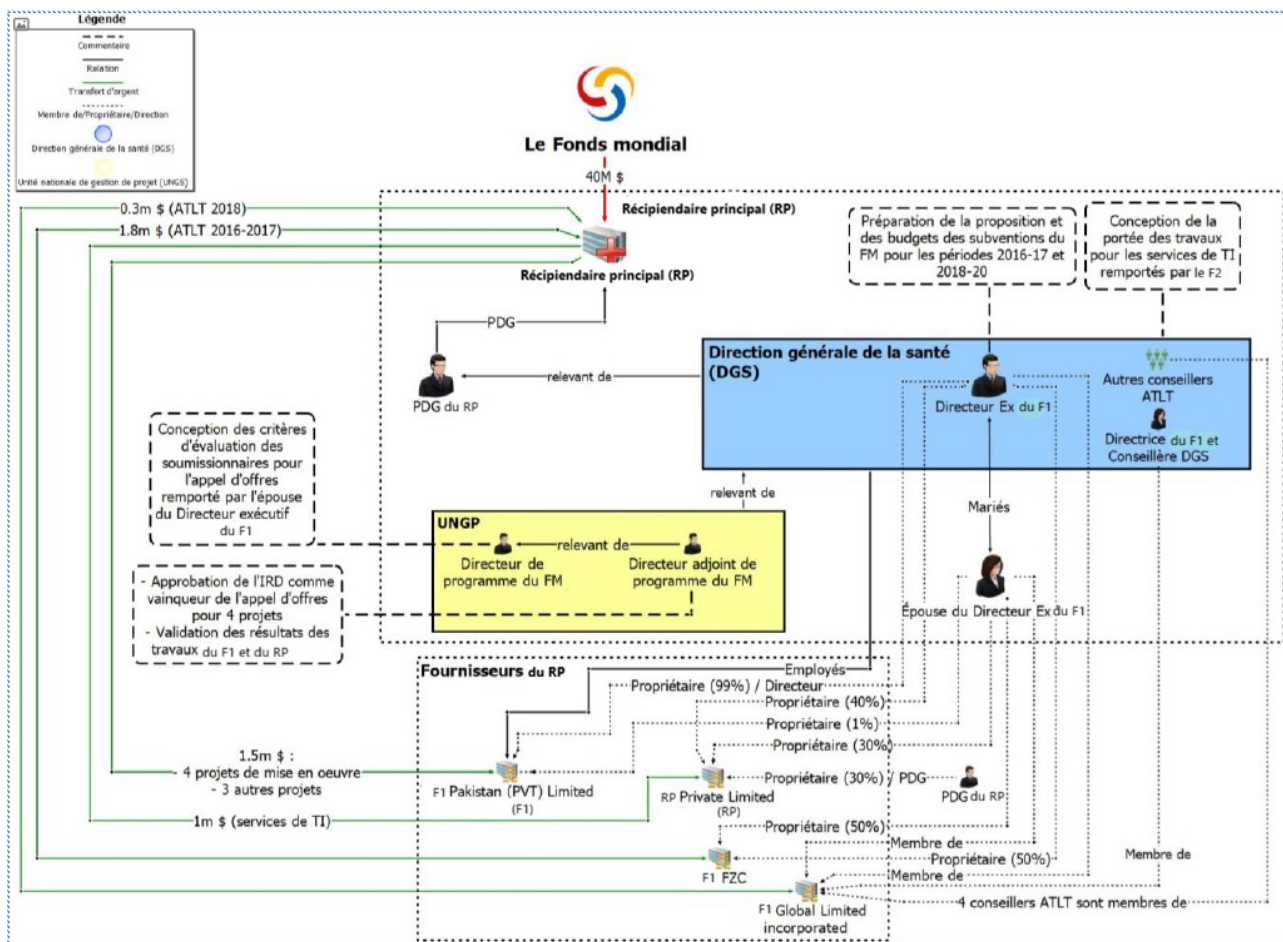 Légende
Commentaire
Relation
Transfert d'argent
Membre de/Propriétaire/Direction
Direction générale de la santé (DGS)
Unité nationale de gestion de projet (UNGS)
Le Fonds mondial
40M $
0.3m $ (ATLT 2018)
1.8m $ (ATLT 2016-2017)
Récipiendaire principal (RP)
Récipiendaire principal (RP)
Préparation de la proposition et
des budgets des subventions du
FM pour les périodes 2016-17 et
2018-20
Conception de la
portée des travaux
pour les services de TI
remportés par le F2
PDG
PDG du RP
relevant de
Direction générale de la santé
(DGS)
Directeur Ex du F1
Autres conseillers
ATLT
Directrice du F1 et
Conseillère DGS
Conception des critères
d'évaluation des
soumissionnaires pour
l'appel d'offres
remporté par l'épouse
du Directeur exécutif
du F1
relevant de
Mariés
UNGP
relevant de
Directeur de
programme du FM
Directeur adjoint de
programme du FM
- Approbation de l'IRD comme
vainqueur de l'appel d'offres
pour 4 projets
- Validation des résultats des
travaux du F1 et du RP
Épouse du Directeur Ex du F1
Fournisseurs du RP
Employés
Propriétaire (99%) / Directeur
Propriétaire (40%)
Propriétaire (1%)
Propriétaire (30%)
1.5m $ :
- 4 projets de mise en oeuvre
- 3 autres projets
F1 Pakistan (PVT) Limited
(F1)
RP Private Limited
(RP)
Propriétaire (30%) / PDG
PDG du RP
1m $ (services de TI)
Propriétaire (50%)
Membre de
Propriétaire (50%)
Membre de
Membre de
F1 FZC
F1 Global Limited
incorporated
4 conseillers ATLT sont membres de